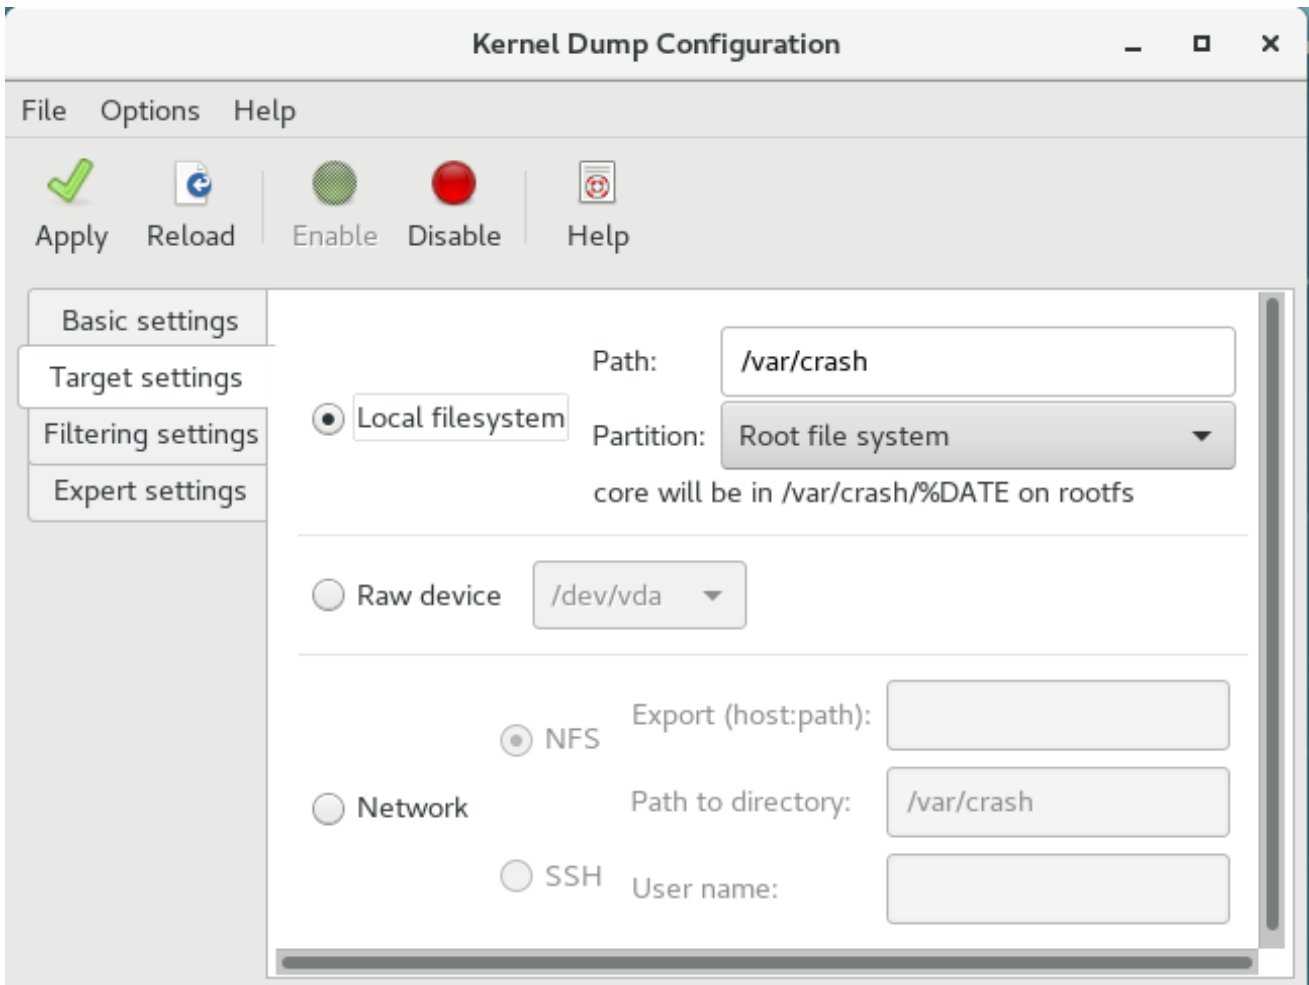 Kernel Dump Configuration
File Options Help
Apply Reload Enable Disable Help
Basic settings
Target settings
Filtering settings
Expert settings
Local filesystem
Path: /var/crash
Partition: Root file system
core will be in /var/crash/%DATE on rootfs
Raw device /dev/vda
Network
NFS
SSH
Export (host:path):
Path to directory: /var/crash
User name: